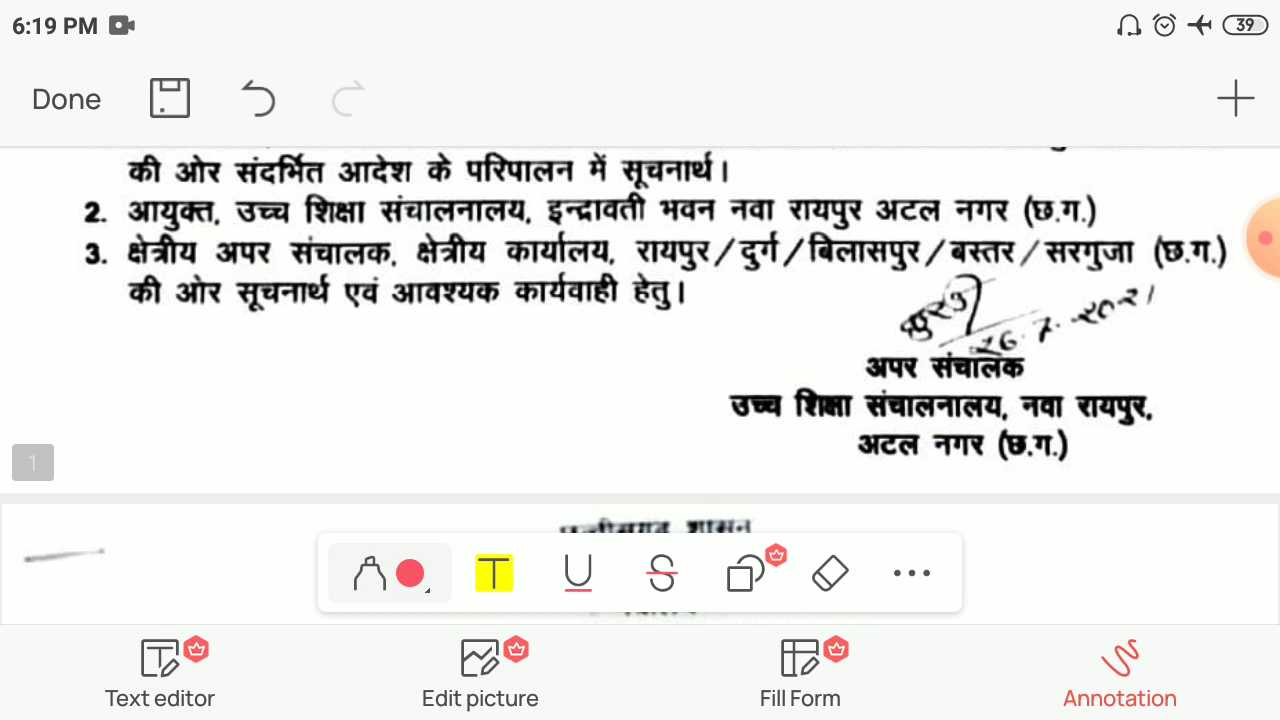 6:19 PM
39
Done
की ओर संदर्भित आदेश के परिपालन में सूचनार्थ।
2. आयुक्त, उच्च शिक्षा संचालनालय, इन्द्रावती भवन नवा रायपुर अटल नगर (छ.ग.)
3. क्षेत्रीय अपर संचालक, क्षेत्रीय कार्यालय, रायपुर/दुर्ग/बिलासपुर/बस्तर/सरगुजा (छ.ग.)
की ओर सूचनार्थ एवं आवश्यक कार्यवाही हेतु।
26.7.2021
अपर संचालक
उच्च शिक्षा संचालनालय, नवा रायपुर,
अटल नगर (छ.ग.)
1
छत्तीसगढ़ शासन
T U S
Text editor
Edit picture
Fill Form
Annotation